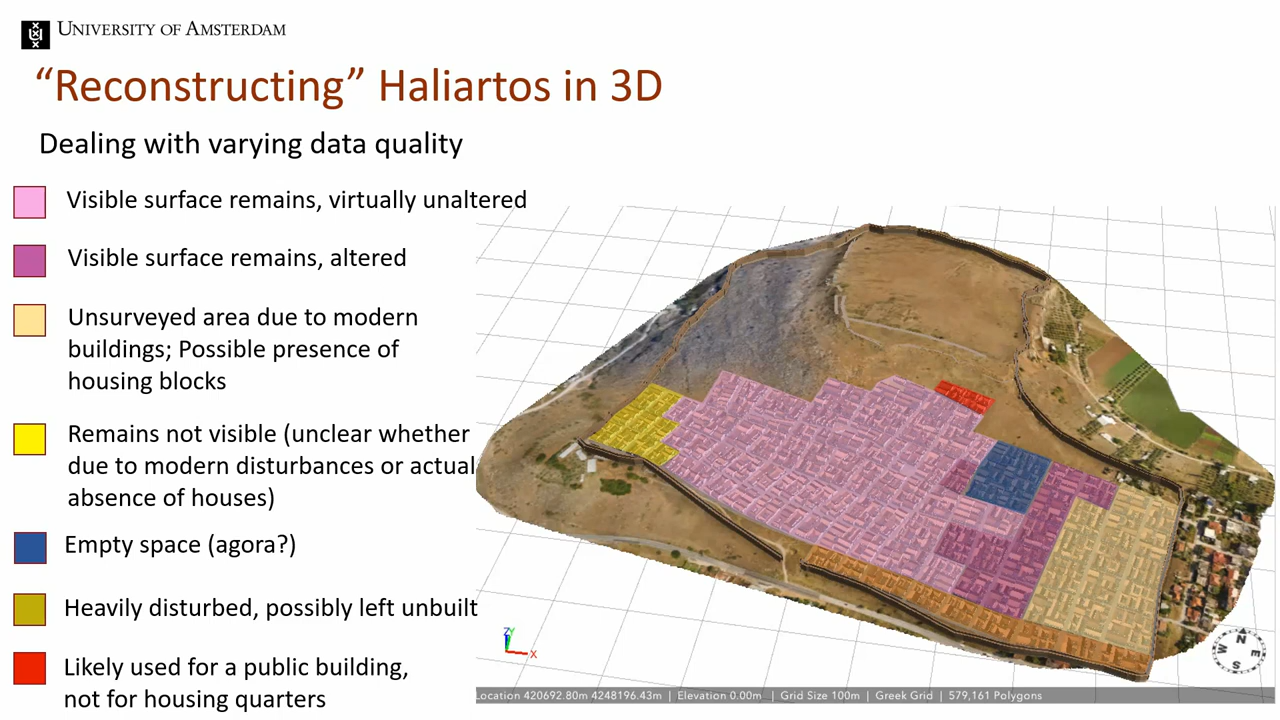 UNIVERSITY OF AMSTERDAM
“Reconstructing” Haliartos in 3D
Dealing with varying data quality
Visible surface remains, virtually unaltered
Visible surface remains, altered
Unsurveyed area due to modern
buildings; Possible presence of
housing blocks
Remains not visible (unclear whether
due to modern disturbances or actual
absence of houses)
Empty space (agora?)
Heavily disturbed, possibly left unbuilt
Likely used for a public building,
not for housing quarters
Z Y
X
N
W E
S
Location 420692.80m 4248196.43m | Elevation 0.00m | Grid Size 100m | Greek Grid | 579,161 Polygons